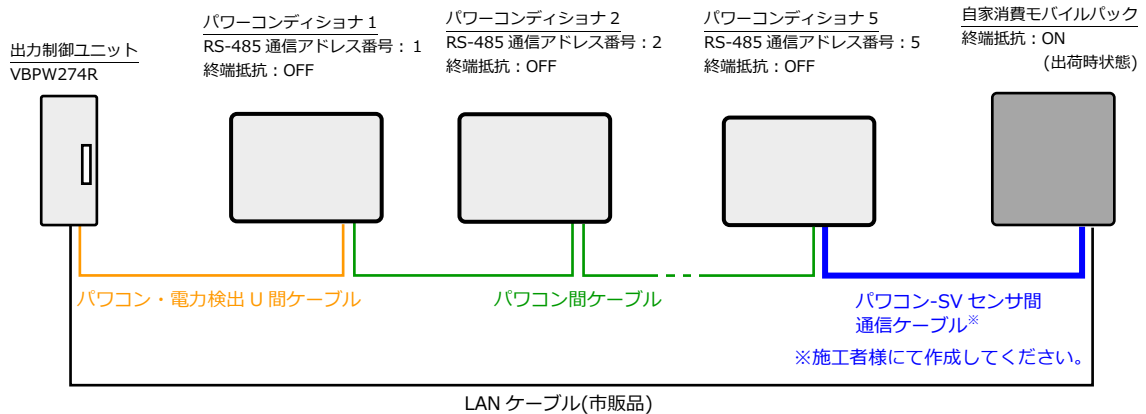 出力制御ユニット
VBPW274R
パワーコンディショナ 1
RS-485 通信アドレス番号：1
終端抵抗：OFF
パワーコンディショナ 2
RS-485 通信アドレス番号：2
終端抵抗：OFF
パワーコンディショナ 5
RS-485 通信アドレス番号：5
終端抵抗：OFF
自家消費モバイルパック
終端抵抗：ON
(出荷時状態)
パワコン・電力検出 U 間ケーブル
パワコン間ケーブル
パワコン-SV センサ間
通信ケーブル※
※施工者様にて作成してください。
LAN ケーブル(市販品)